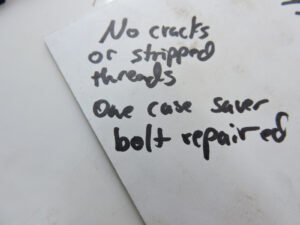 No cracks
or stripped
threads
One case saver
bolt repaired